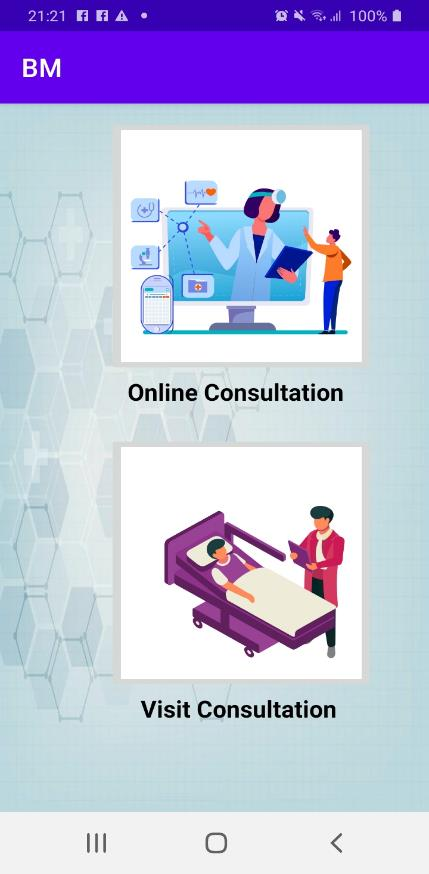 21:21
100%
BM
Online Consultation
Visit Consultation